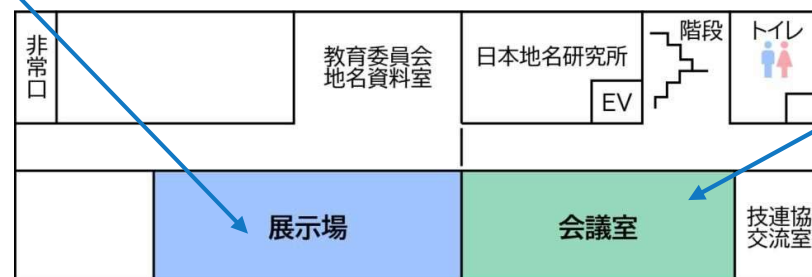 非常口
教育委員会
地名資料室
日本地名研究所
EV
階段
トイレ
展示場
会議室
技連協
交流室